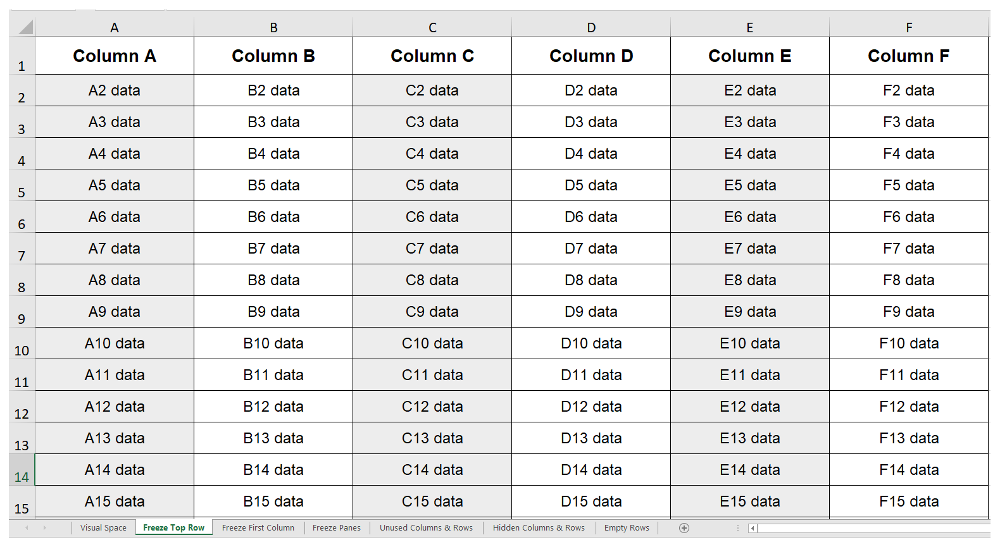 A B C D E F
1 Column A Column B Column C Column D Column E Column F
2 A2 data B2 data C2 data D2 data E2 data F2 data
3 A3 data B3 data C3 data D3 data E3 data F3 data
4 A4 data B4 data C4 data D4 data E4 data F4 data
5 A5 data B5 data C5 data D5 data E5 data F5 data
6 A6 data B6 data C6 data D6 data E6 data F6 data
7 A7 data B7 data C7 data D7 data E7 data F7 data
8 A8 data B8 data C8 data D8 data E8 data F8 data
9 A9 data B9 data C9 data D9 data E9 data F9 data
10 A10 data B10 data C10 data D10 data E10 data F10 data
11 A11 data B11 data C11 data D11 data E11 data F11 data
12 A12 data B12 data C12 data D12 data E12 data F12 data
13 A13 data B13 data C13 data D13 data E13 data F13 data
14 A14 data B14 data C14 data D14 data E14 data F14 data
15 A15 data B15 data C15 data D15 data E15 data F15 data
Visual Space Freeze Top Row Freeze First Column Freeze Panes Unused Columns & Rows Hidden Columns & Rows Empty Rows